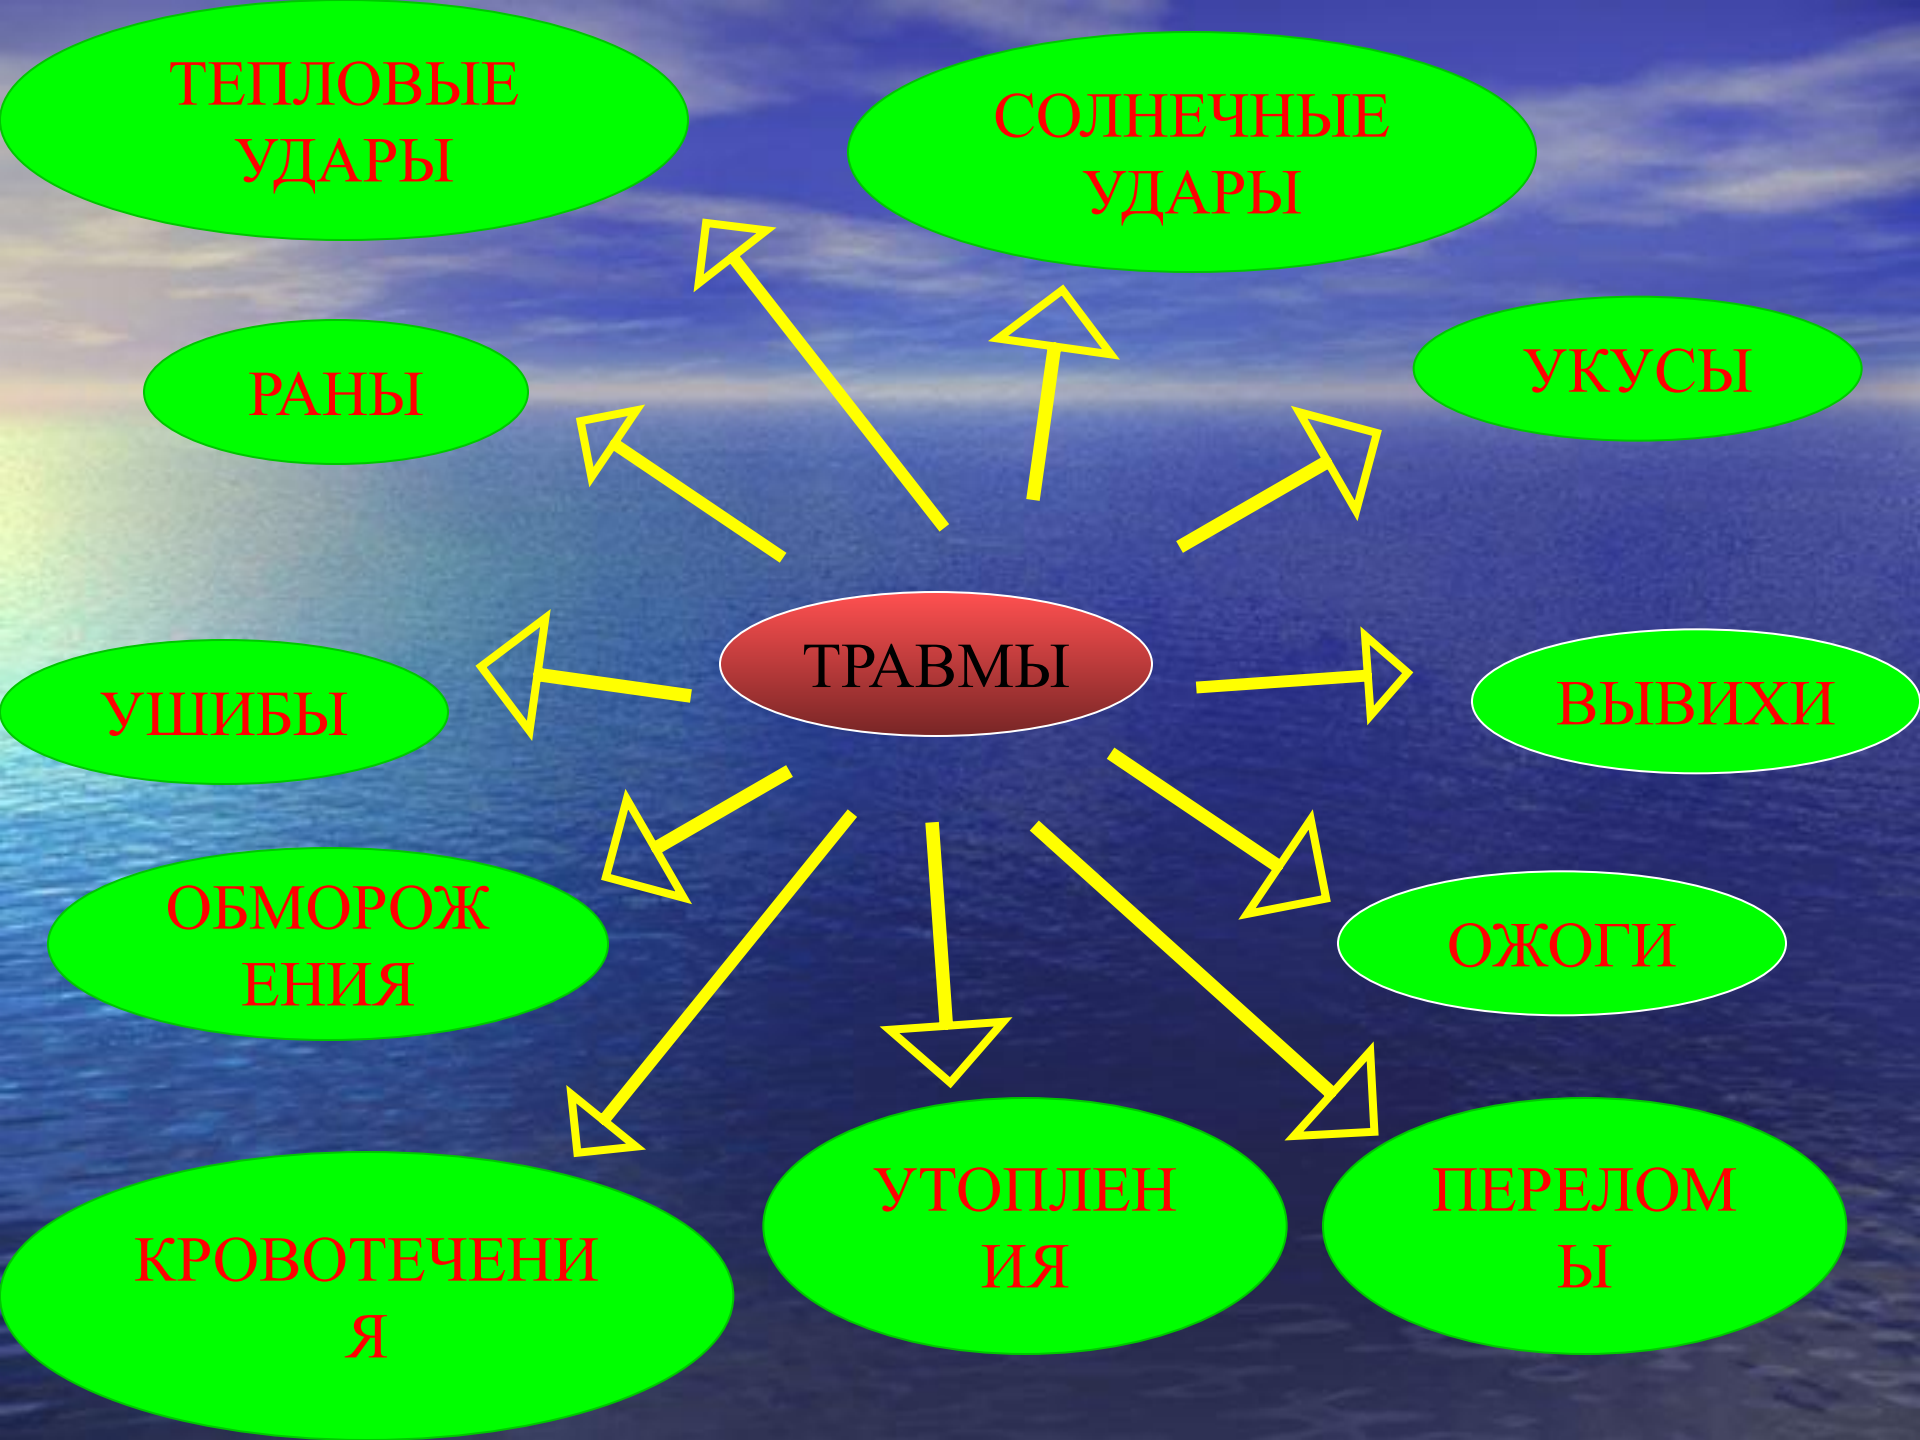 ТЕПЛОВЫЕ
УДАРЫ
СОЛНЕЧНЫЕ
УДАРЫ
РАНЫ
УКУСЫ
ТРАВМЫ
УШИБЫ
ВЫВИХИ
ОБМОРОЖ
ЕНИЯ
ОЖОГИ
КРОВОТЕЧЕНИ
Я
УТОПЛЕН
ИЯ
ПЕРЕЛОМ
Ы